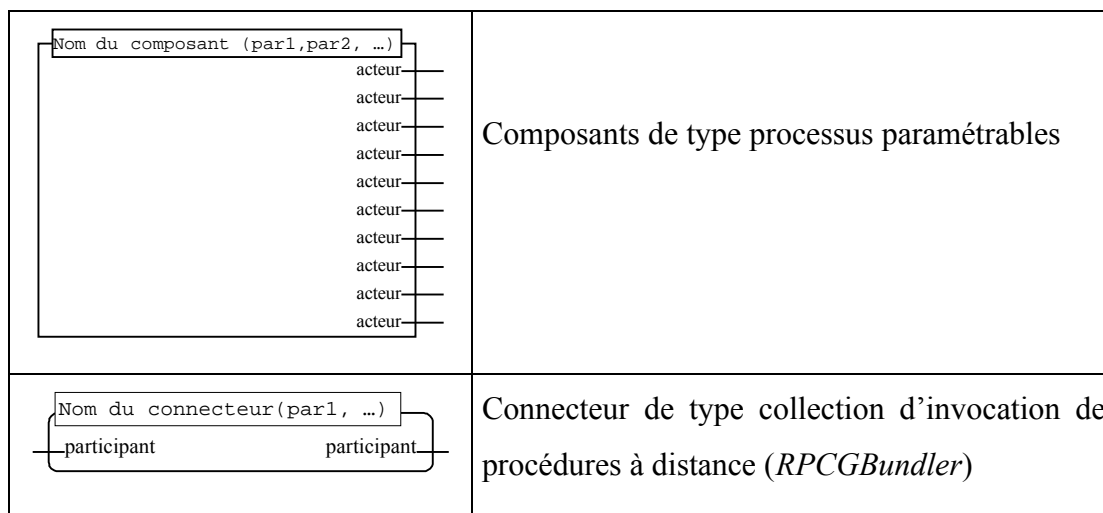 Nom du composant (par1,par2, …)
acteur
acteur
acteur
acteur
acteur
acteur
acteur
acteur
acteur
acteur
Composants de type processus paramétrables
Nom du connecteur(par1, …)
participant participant
Connecteur de type collection d’invocation de
procédures à distance (RPCGBundler)